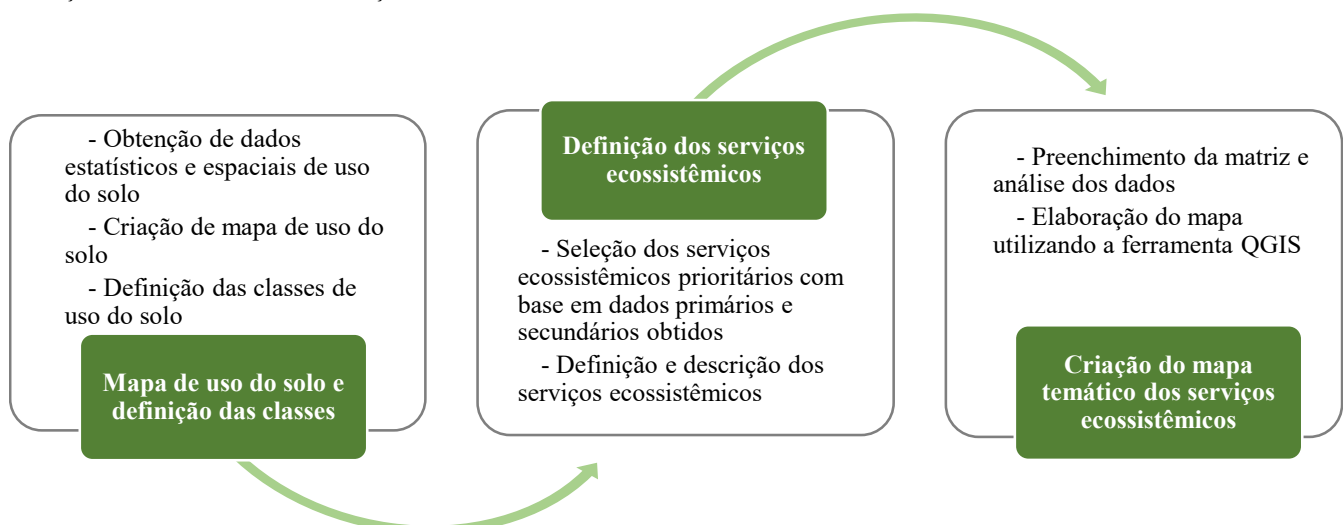 - Obtenção de dados
estatísticos e espaciais de uso
do solo
- Criação de mapa de uso do
solo
- Definição das classes de
uso do solo
Mapa de uso do solo e
definição das classes
Definição dos serviços
ecossistêmicos
- Seleção dos serviços
ecossistêmicos prioritários com
base em dados primários e
secundários obtidos
- Definição e descrição dos
serviços ecossistêmicos
- Preenchimento da matriz e
análise dos dados
- Elaboração do mapa
utilizando a ferramenta QGIS
Criação do mapa
temático dos serviços
ecossistêmicos